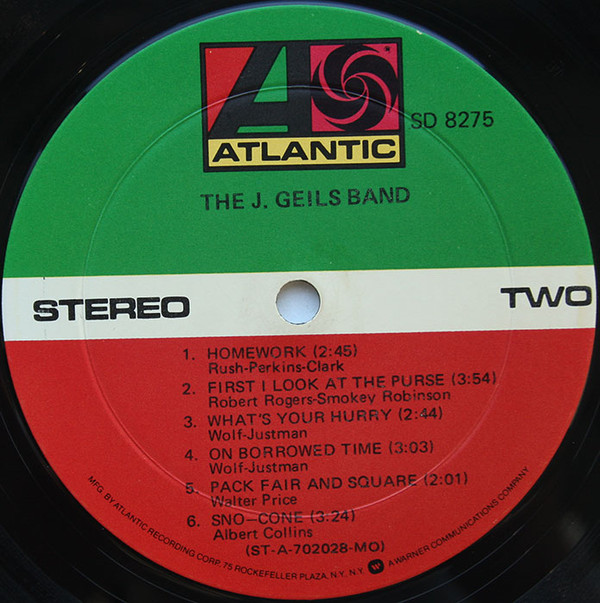 ATLANTIC
SD 8275
THE J. GEILS BAND
STEREO
TWO
1. HOMEWORK (2:45)
Rush-Perkins-Clark
2. FIRST I LOOK AT THE PURSE (3:54)
Robert Rogers-Smokey Robinson
3. WHAT'S YOUR HURRY (2:44)
Wolf-Justman
4. ON BORROWED TIME (3:03)
Wolf-Justman
5. PACK FAIR AND SQUARE (2:01)
Walter Price
6. SNO-CONE (3:24)
Albert Collins
(ST-A-702028-MO)
MFG. BY ATLANTIC RECORDING CORP. 75 ROCKEFELLER PLAZA, N.Y. N.Y. W A WARNER COMMUNICATIONS COMPANY